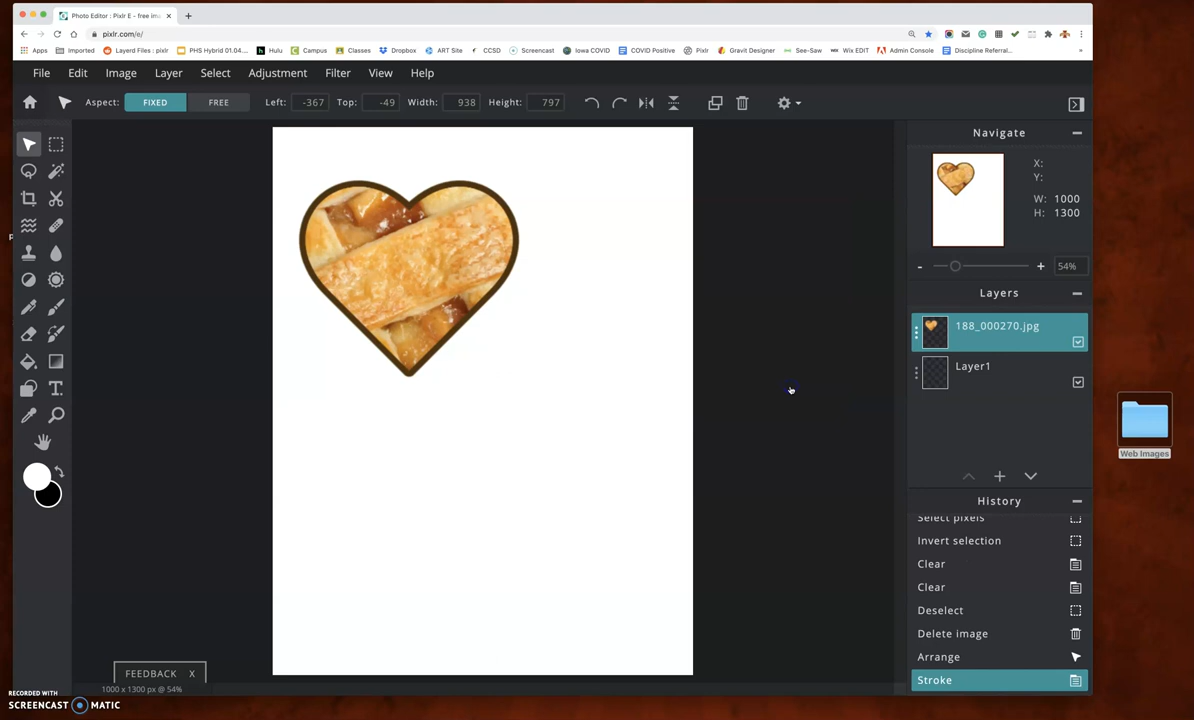 Photo Editor : Pixlr E - free ima
pixlr.com/e/
Apps Imported Layerd Files : pixlr PHS Hybrid 01.04... Hulu Campus Classes Dropbox ART Site CCSD Screencast Iowa COVID COVID Positive Pixlr Gravit Designer See-Saw Wix EDIT Admin Console Discipline Referral... »
File Edit Image Layer Select Adjustment Filter View Help
Aspect: FIXED FREE Left: -367 Top: -49 Width: 938 Height: 797
Navigate
X:
Y:
W: 1000
H: 1300
- + 54%
Layers
188_000270.jpg
Layer1
Web Images
History
Select pixels
Invert selection
Clear
Clear
Deselect
Delete image
Arrange
Stroke
FEEDBACK X
1000 x 1300 px @ 54%
RECORDED WITH
SCREENCAST MATIC